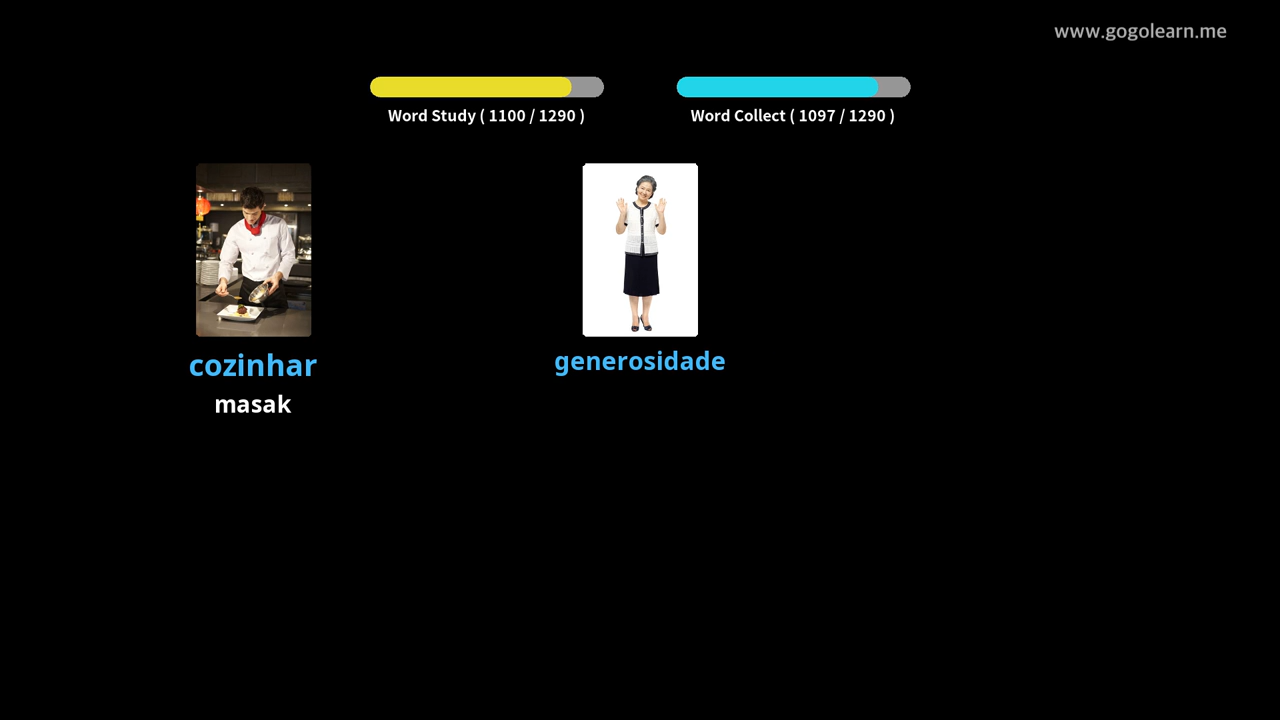 www.gogolearn.me
Word Study ( 1100 / 1290 )
Word Collect ( 1097 / 1290 )
cozinhar
masak
generosidade